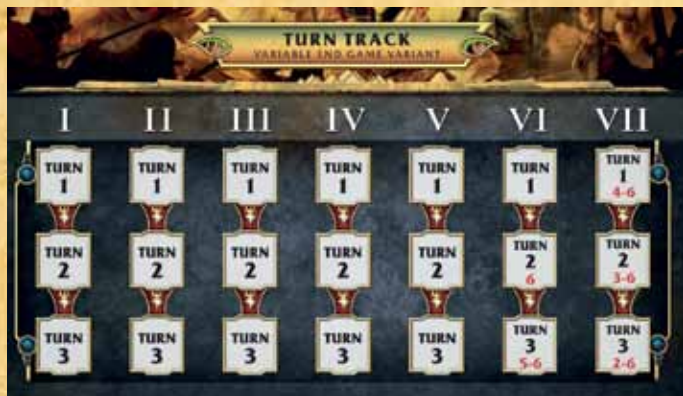 TURN TRACK
VARIABLE END GAME VARIANT
I II III IV V VI VII
TURN TURN TURN TURN TURN TURN TURN
1 1 1 1 1 1 1
4-6
TURN TURN TURN TURN TURN TURN TURN
2 2 2 2 2 2 2
6 3-6
TURN TURN TURN TURN TURN TURN TURN
3 3 3 3 3 3 3
5-6 2-6